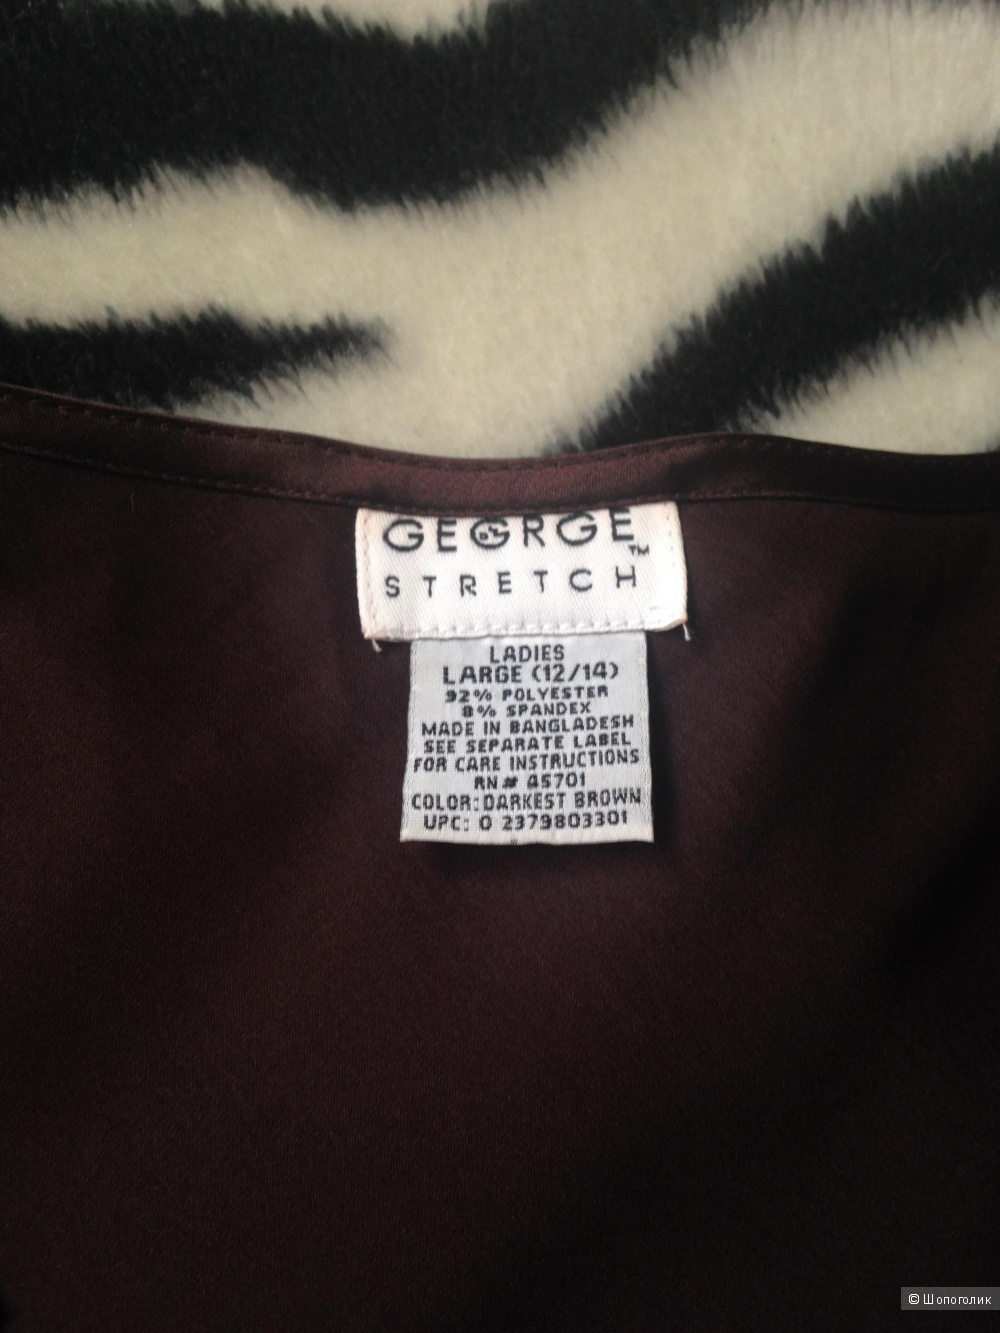 GEORGE™
STRETCH
LADIES
LARGE (12/14)
92% POLYESTER
8% SPANDEX
MADE IN BANGLADESH
SEE SEPARATE LABEL
FOR CARE INSTRUCTIONS
RN# 45701
COLOR: DARKEST BROWN
UPC: 0 2379803301
© Шопоголик